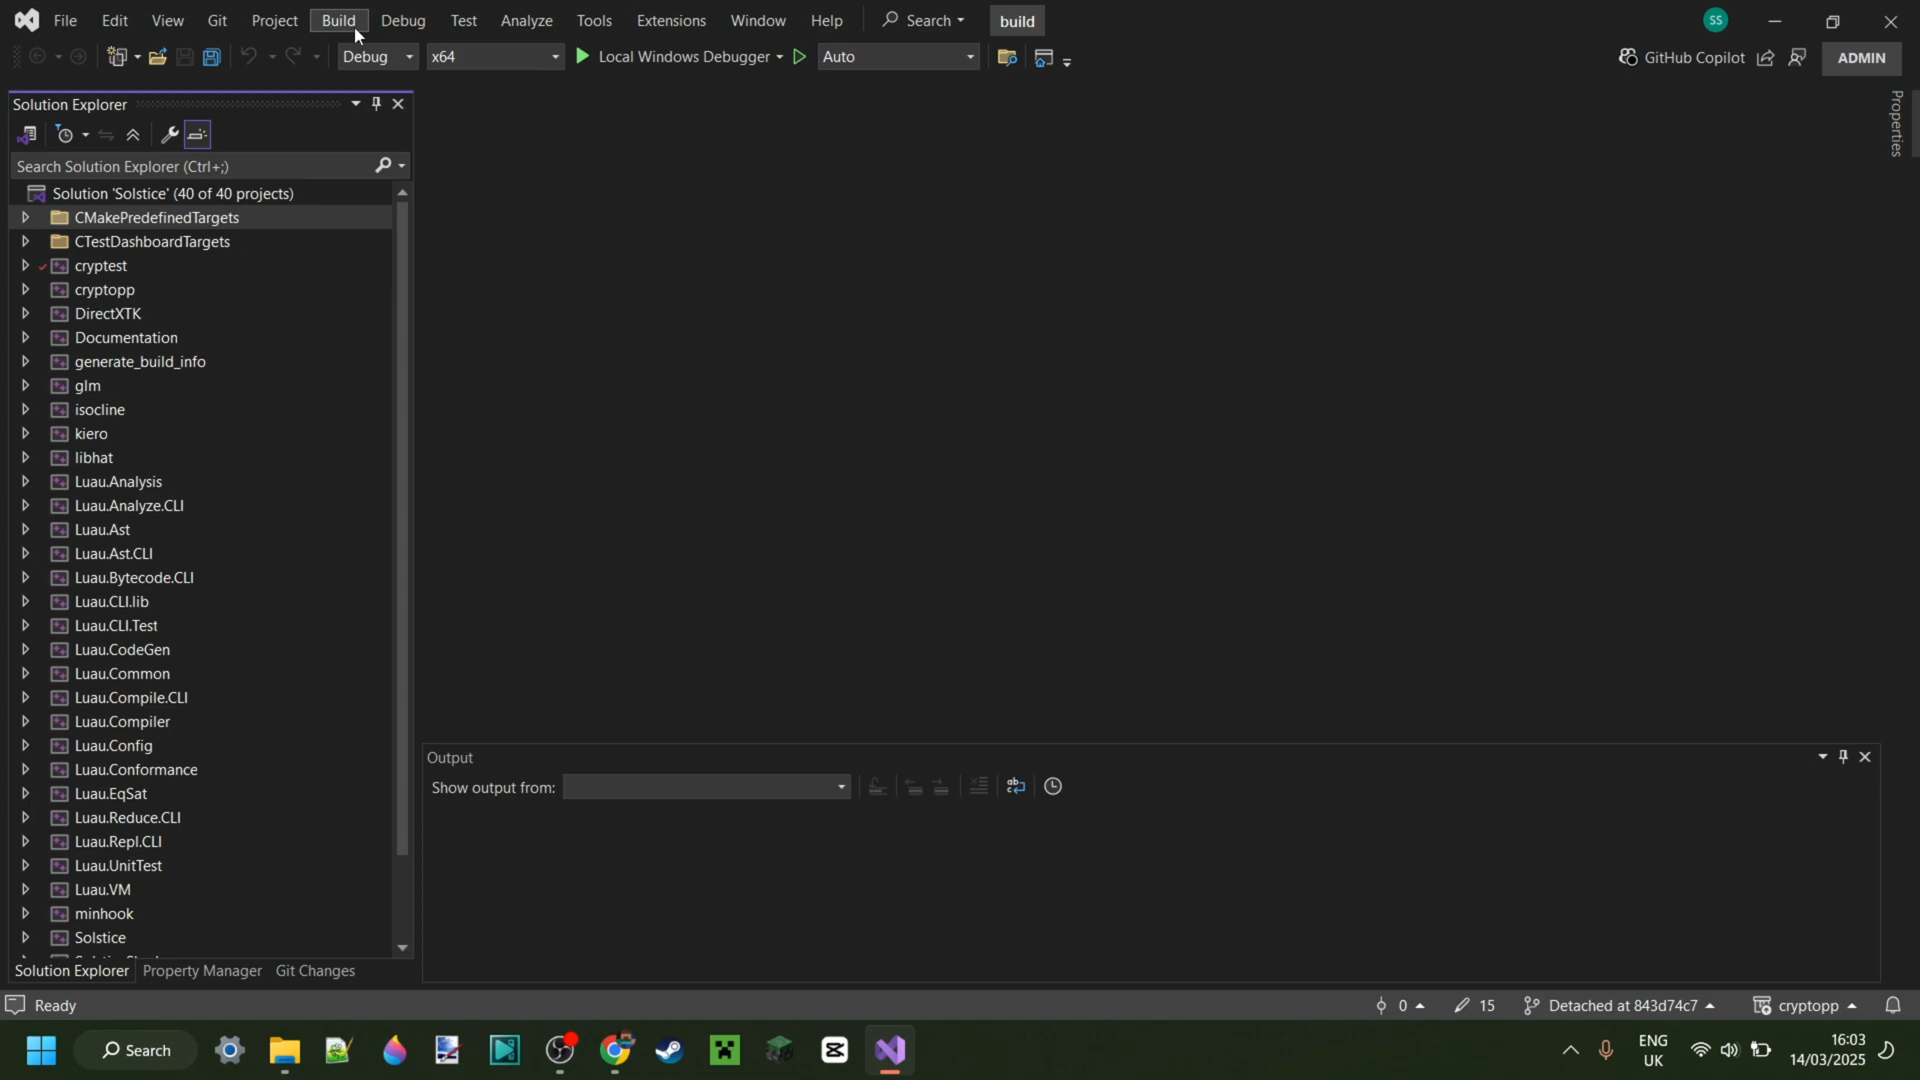 File Edit View Git Project Build Debug Test Analyze Tools Extensions Window Help Search build SS
Debug x64 Local Windows Debugger Auto GitHub Copilot ADMIN
Solution Explorer
Properties
Search Solution Explorer (Ctrl+;)
Solution 'Solstice' (40 of 40 projects)
CMakePredefinedTargets
CTestDashboardTargets
cryptest
cryptopp
DirectXTK
Documentation
generate_build_info
glm
isocline
kiero
libhat
Luau.Analysis
Luau.Analyze.CLI
Luau.Ast
Luau.Ast.CLI
Luau.Bytecode.CLI
Luau.CLI.lib
Luau.CLI.Test
Luau.CodeGen
Luau.Common
Luau.Compile.CLI
Luau.Compiler
Luau.Config
Luau.Conformance
Luau.EqSat
Luau.Reduce.CLI
Luau.Repl.CLI
Luau.UnitTest
Luau.VM
minhook
Solstice
Solution Explorer Property Manager Git Changes
Output
Show output from:
Ready 0 15 Detached at 843d74c7 cryptopp
Search ENG UK 16:03
14/03/2025